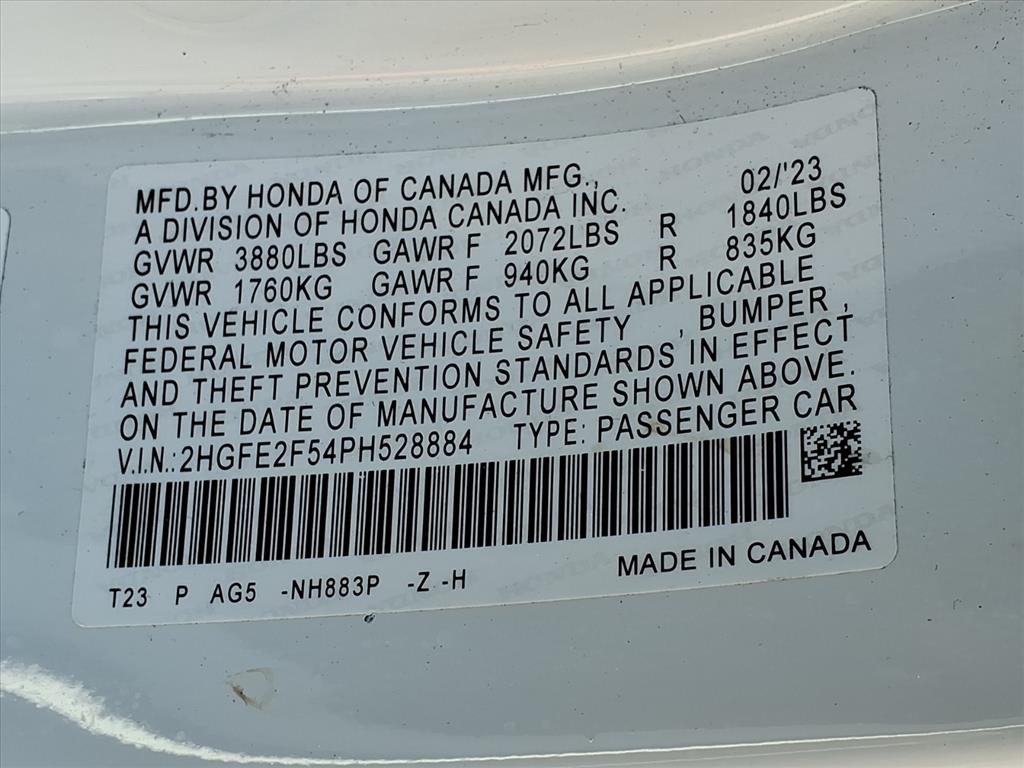 MFD.BY HONDA OF CANADA MFG., 02/'23
A DIVISION OF HONDA CANADA INC.
GVWR 3880LBS GAWR F 2072LBS R 1840LBS
GVWR 1760KG GAWR F 940KG R 835KG
THIS VEHICLE CONFORMS TO ALL APPLICABLE
FEDERAL MOTOR VEHICLE SAFETY , BUMPER ,
AND THEFT PREVENTION STANDARDS IN EFFECT
ON THE DATE OF MANUFACTURE SHOWN ABOVE.
V.I.N.:2HGFE2F54PH528884 TYPE: PASSENGER CAR
MADE IN CANADA
T23 P AG5 -NH883P -Z -H